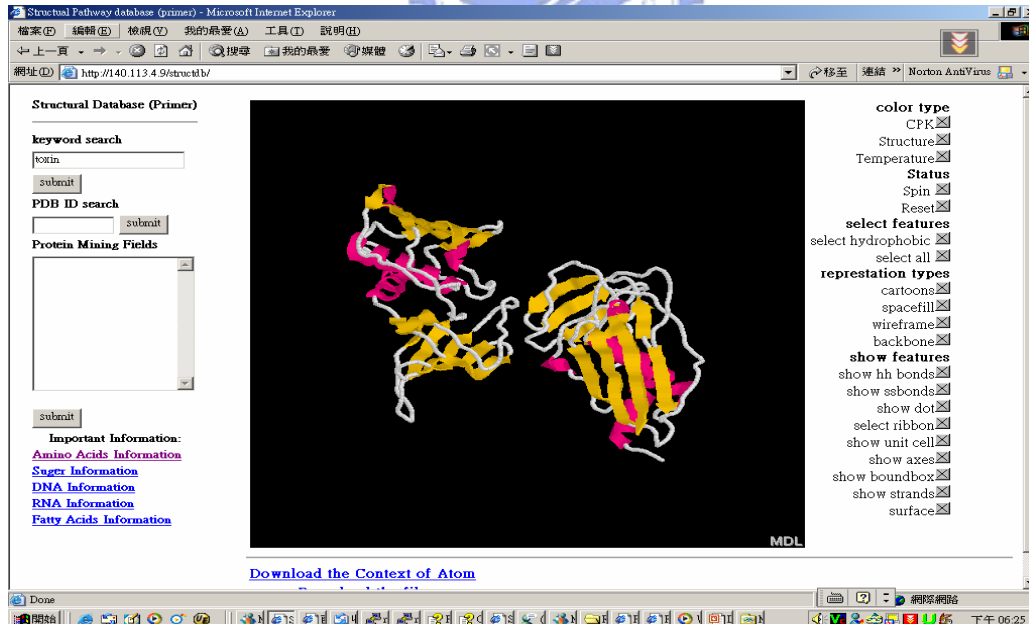 Structual Pathway database (primer) - Microsoft Internet Explorer
檔案(F) 編輯(E) 檢視(V) 我的最愛(A) 工具(T) 說明(H)
上一頁 搜尋 我的最愛 媒體
網址(D) http://140.113.4.9/structdb/ 移至 連結 » Norton AntiVirus
Structural Database (Primer)
keyword search
toxin
submit
PDB ID search
submit
Protein Mining Fields
submit
Important Information:
Amino Acids Information
Suger Information
DNA Information
RNA Information
Fatty Acids Information
MDL
Download the Context of Atom
color type
CPK
Structure
Temperature
Status
Spin
Reset
select features
select hydrophobic
select all
represtation types
cartoons
spacefill
wireframe
backbone
show features
show hh bonds
show ssbonds
show dot
select ribbon
show unit cell
show axes
show boundbox
show strands
surface
Done 網際網路
開始 下午 06:25